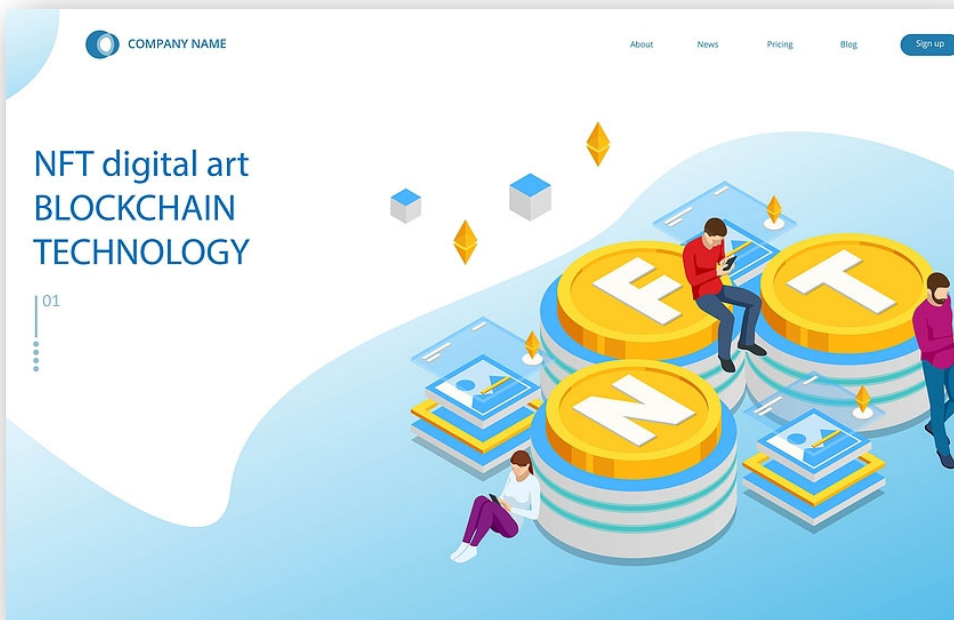 COMPANY NAME
About News Pricing Blog Sign up
NFT digital art
BLOCKCHAIN
TECHNOLOGY
01
F T
N